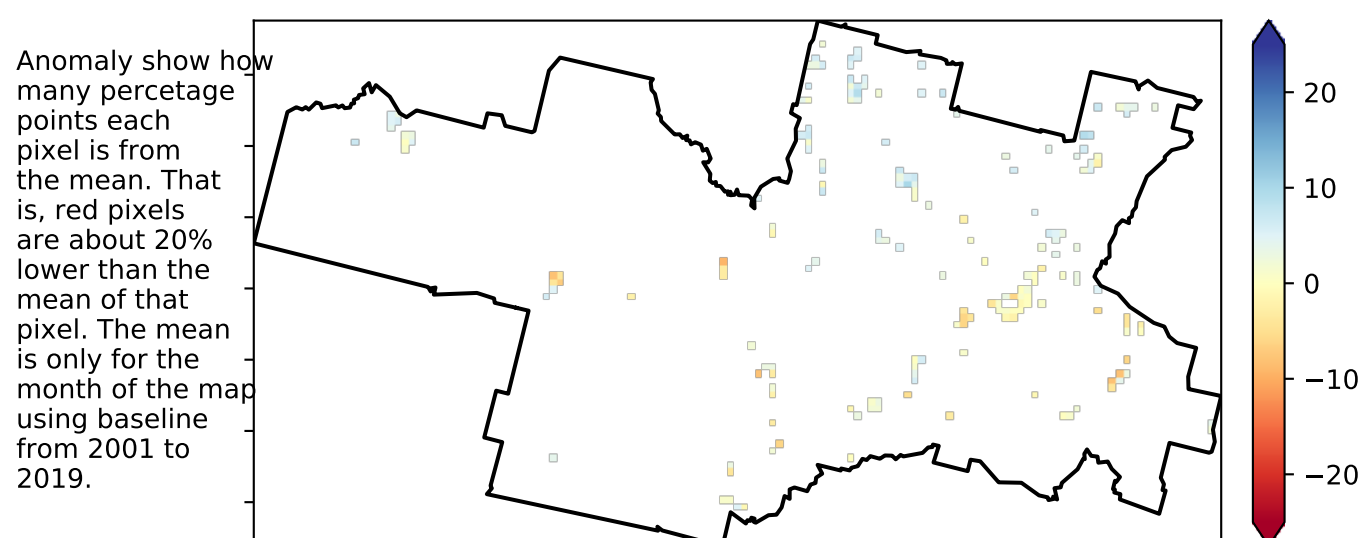 Anomaly show how
many percetage
points each
pixel is from
the mean. That
is, red pixels
are about 20%
lower than the
mean of that
pixel. The mean
is only for the
month of the map
using baseline
from 2001 to
2019.
20
10
0
−10
−20